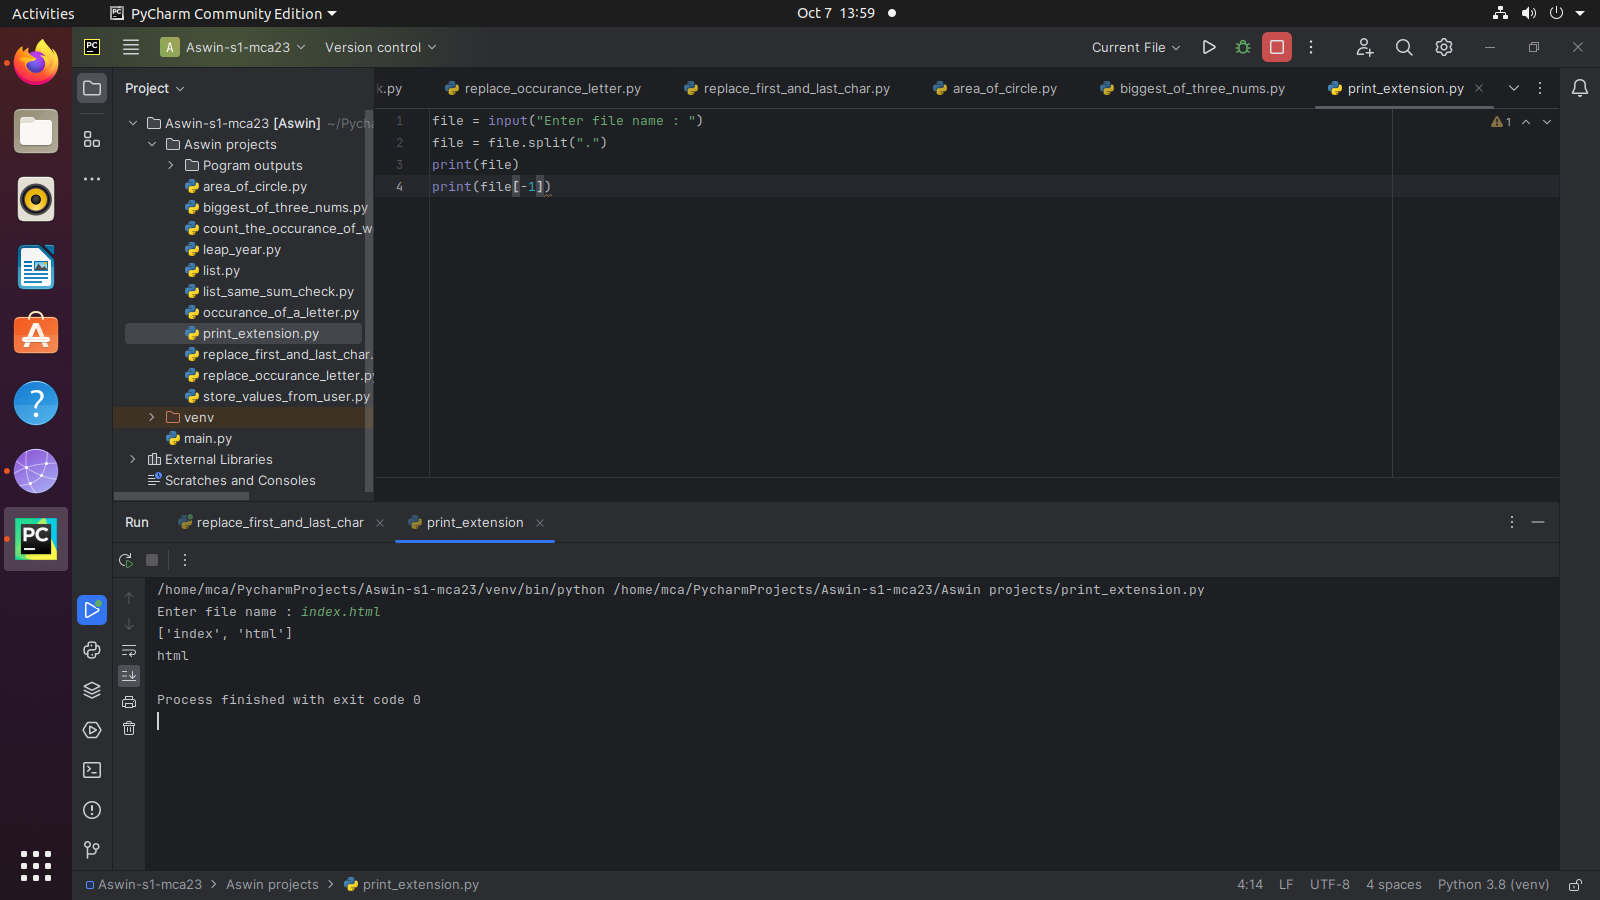 Activities
PyCharm Community Edition
Oct 7 13:59
PC
A Aswin-s1-mca23
Version control
Current File
Project
k.py
replace_occurance_letter.py
replace_first_and_last_char.py
area_of_circle.py
biggest_of_three_nums.py
print_extension.py
Aswin-s1-mca23 [Aswin] ~/Pycha
Aswin projects
Pogram outputs
area_of_circle.py
biggest_of_three_nums.py
count_the_occurance_of_w
leap_year.py
list.py
list_same_sum_check.py
occurance_of_a_letter.py
print_extension.py
replace_first_and_last_char.
replace_occurance_letter.py
store_values_from_user.py
venv
main.py
External Libraries
Scratches and Consoles
1 file = input("Enter file name : ")
2 file = file.split(".")
3 print(file)
4 print(file[-1])
1
PC
Run
replace_first_and_last_char
print_extension
/home/mca/PycharmProjects/Aswin-s1-mca23/venv/bin/python /home/mca/PycharmProjects/Aswin-s1-mca23/Aswin projects/print_extension.py
Enter file name : index.html
['index', 'html']
html
Process finished with exit code 0
Aswin-s1-mca23 > Aswin projects > print_extension.py
4:14 LF UTF-8 4 spaces Python 3.8 (venv)